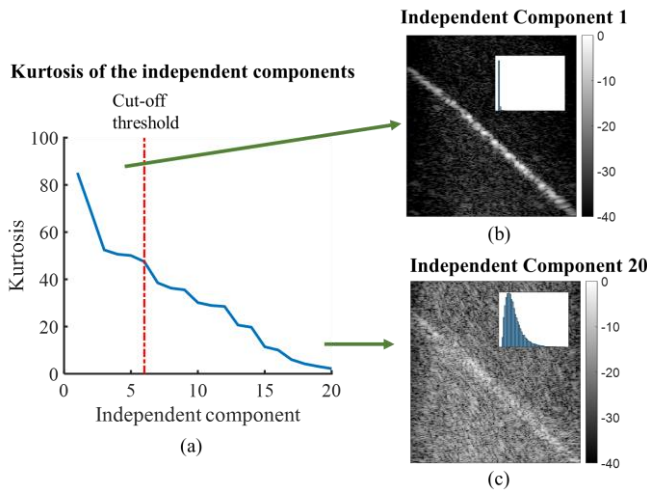 Independent Component 1
Kurtosis of the independent components
Cut-off
threshold
100
80
60
40
20
0
Kurtosis
0 5 10 15 20
Independent component
(a)
0
-10
-20
-30
-40
(b)
Independent Component 20
0
-10
-20
-30
-40
(c)